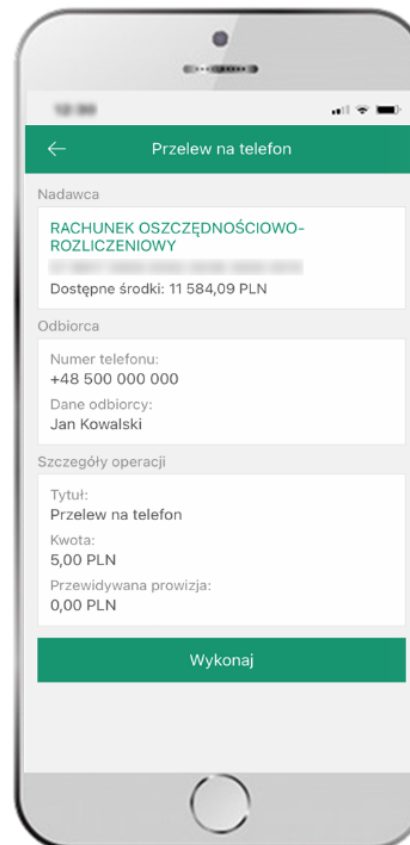 Przelew na telefon
Nadawca
RACHUNEK OSZCZĘDNOŚCIOWO-
ROZLICZENIOWY
Dostępne środki: 11 584,09 PLN
Odbiorca
Numer telefonu:
+48 500 000 000
Dane odbiorcy:
Jan Kowalski
Szczegóły operacji
Tytuł:
Przelew na telefon
Kwota:
5,00 PLN
Przewidywana prowizja:
0,00 PLN
Wykonaj